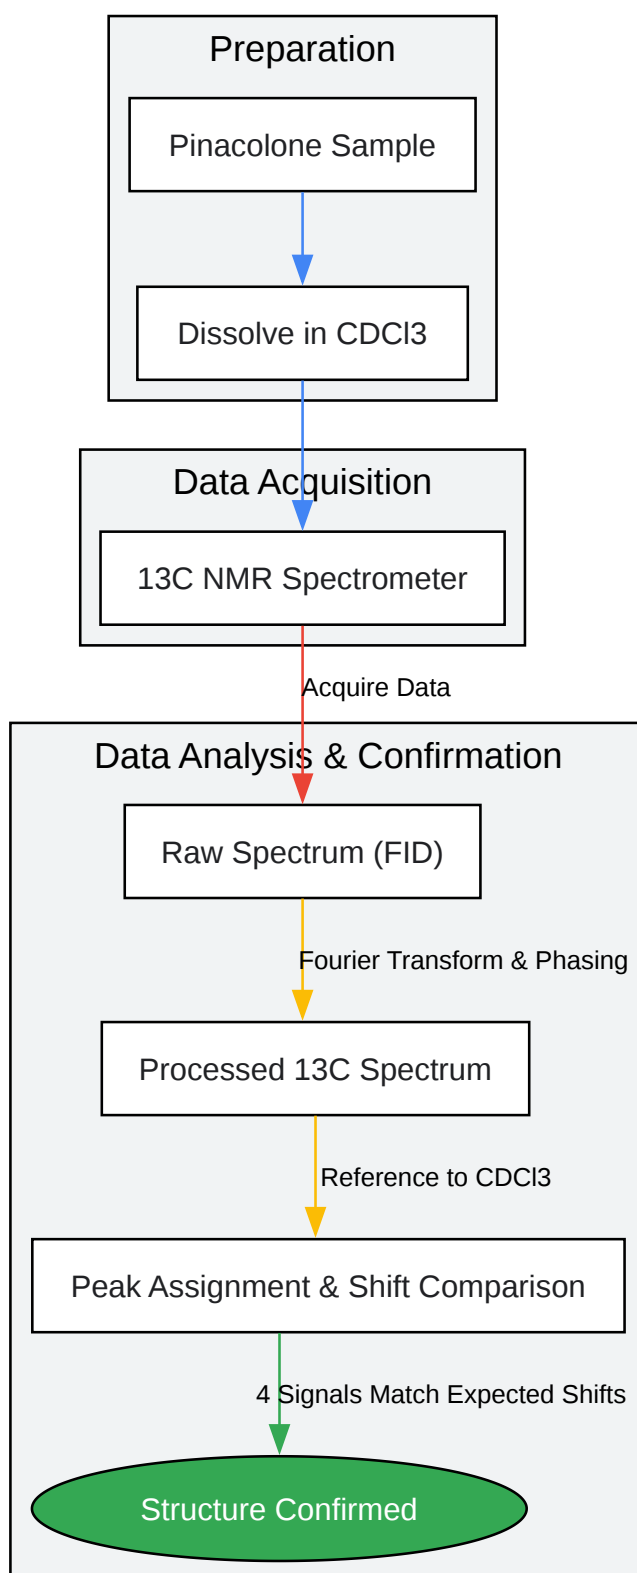 Preparation
Pinacolone Sample
Dissolve in CDCl3
Data Acquisition
13C NMR Spectrometer
Acquire Data
Data Analysis & Confirmation
Raw Spectrum (FID)
Fourier Transform & Phasing
Processed 13C Spectrum
Reference to CDCl3
Peak Assignment & Shift Comparison
4 Signals Match Expected Shifts
Structure Confirmed